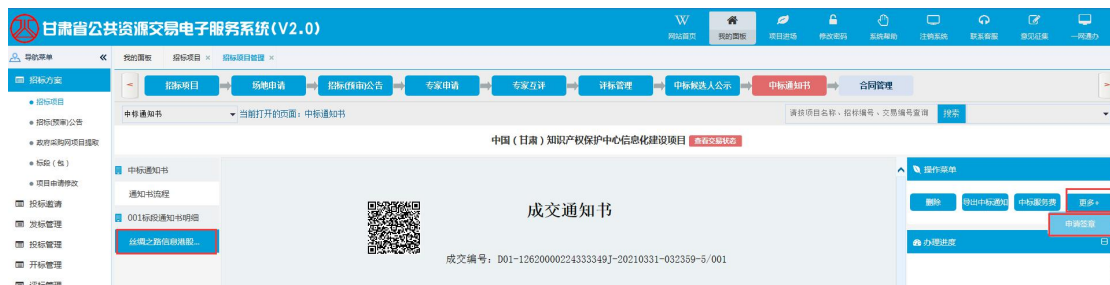 甘肃省公共资源交易电子服务系统(V2.0)
W
网站首页
我的面板
项目进场
修改密码
系统帮助
注销系统
联系客服
意见征集
一网通办
导航菜单
«
我的面板
招标项目 ×
招标项目管理 ×
招标方案
招标项目
招标(预审)公告
政府采购网项目提取
标段（包）
项目申请修改
投标邀请
发标管理
投标管理
开标管理
评标管理
<
招标项目
场地申请
招标(预审)公告
专家申请
专家互评
评标管理
中标候选人公示
中标通知书
合同管理
>
中标通知书
当前打开的页面：中标通知书
请按项目名称、招标编号、交易编号查询
搜索
中国（甘肃）知识产权保护中心信息化建设项目
查看交易状态
中标通知书
通知书流程
001标段通知书明细
丝绸之路信息港股...
成交通知书
成交编号：D01-12620000224333349J-20210331-032359-5/001
操作菜单
删除
导出中标通知
中标服务费
更多+
申请签章
办理进度